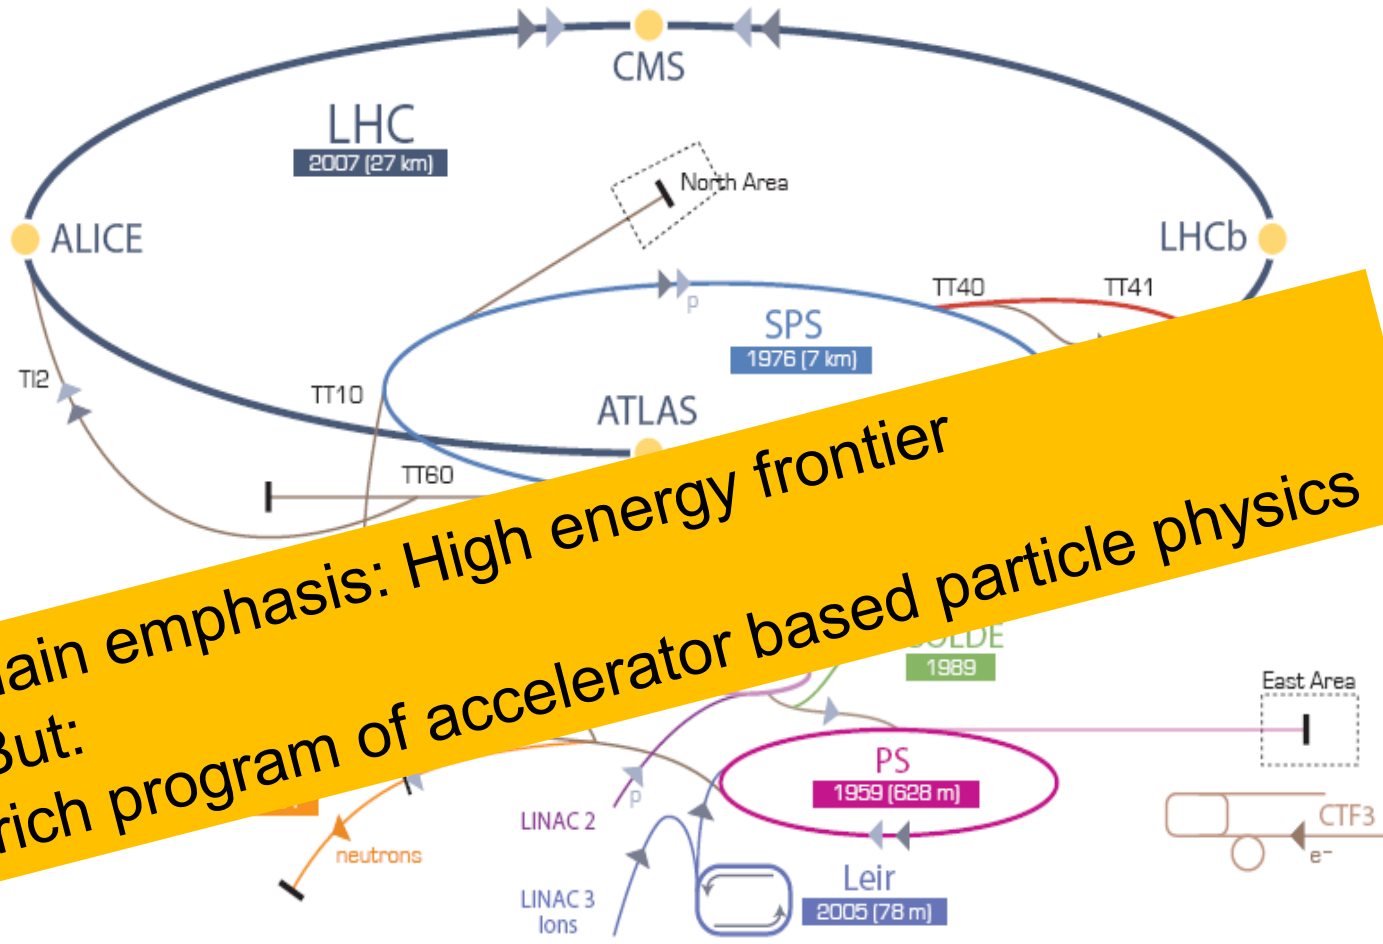 CMS
LHC
2007 (27 km)
North Area
ALICE
LHCb
TT40
TT41
p
SPS
1976 (7 km)
TI2
TT10
ATLAS
TT60
emphasis: High energy frontier
But:
rich program of accelerator based particle physics
1989
East Area
PS
1959 (628 m)
p
LINAC 2
CTF3
e-
neutrons
Leir
2005 (78 m)
LINAC 3
Ions